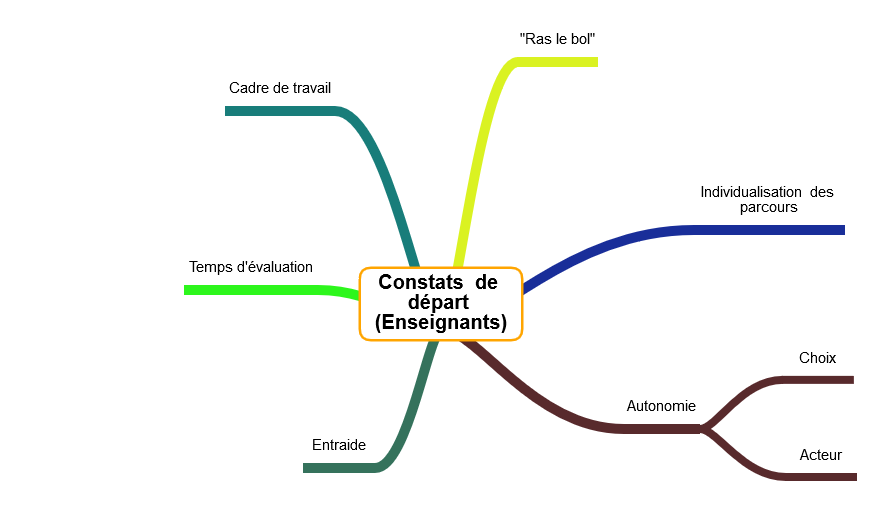 "Ras le bol"
Cadre de travail
Individualisation des
parcours
Temps d'évaluation
Constats de
départ
(Enseignants)
Choix
Autonomie
Entraide
Acteur